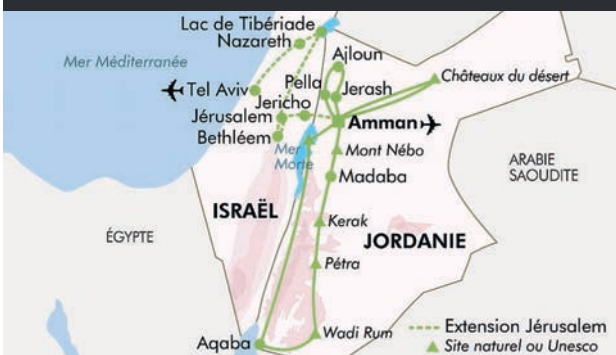 Lac de Tibériade
Nazareth
Ajloun
Mer Méditerranée
Pella
Châteaux du désert
Tel Aviv
Jericho
Jerash
Jérusalem
Amman
Bethléem
Mer
Morte
Mont Nébo
ARABIE
SAOUDITE
Madaba
ISRAËL
Kerak
ÉGYPTE
JORDANIE
Pétra
Wadi Rum
Aqaba
Extension Jérusalem
Site naturel ou Unesco